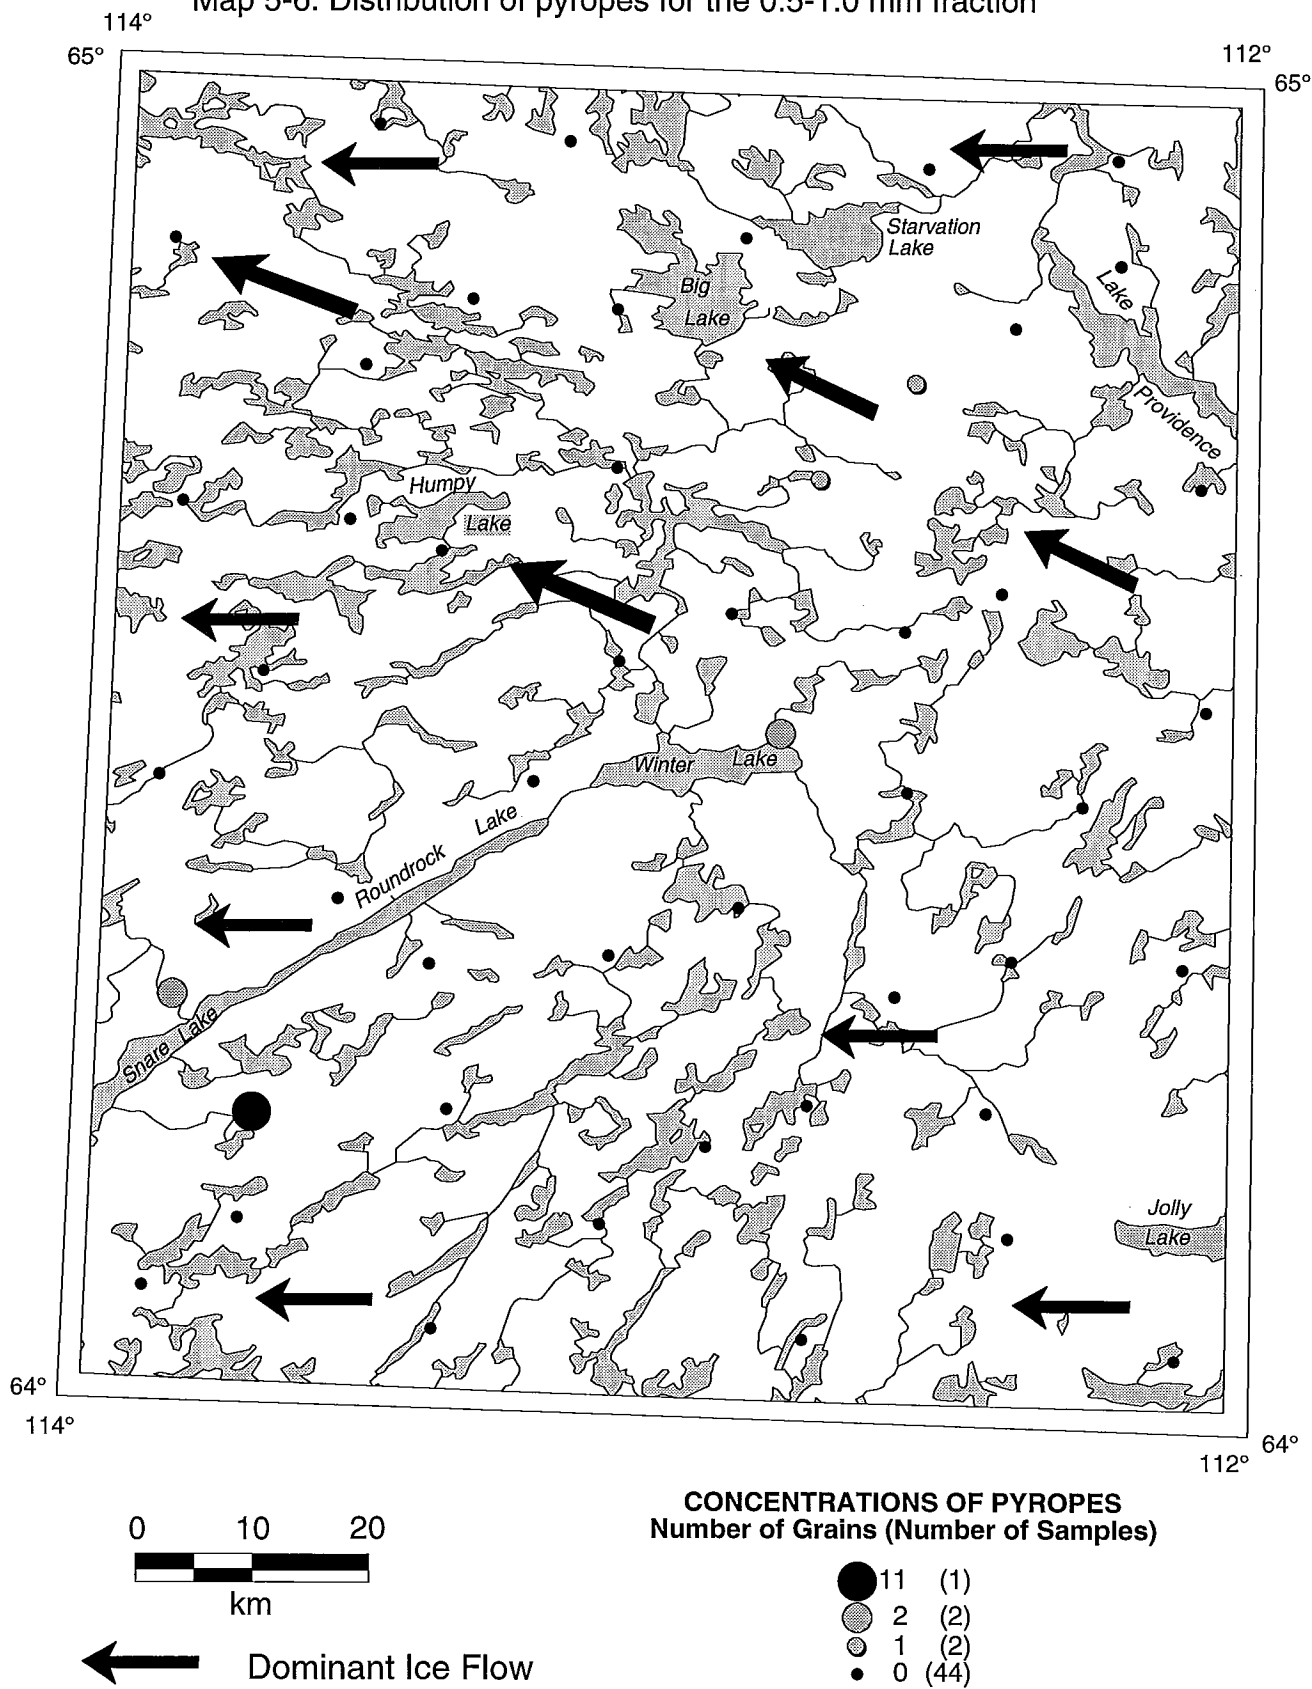 Map 5-6. Distribution of pyropes for the 0.5-1.0 mm fraction
114°
112°
65°
65°
Starvation
Lake
Big
Lake
Lake
Providence
Humpy
Lake
Winter
Lake
Lake
Roundrock
Snare
Lake
Jolly
Lake
64°
114°
64°
112°
CONCENTRATIONS OF PYROPES
Number of Grains (Number of Samples)
0 10 20
km
11 (1)
2 (2)
1 (2)
0 (44)
Dominant Ice Flow